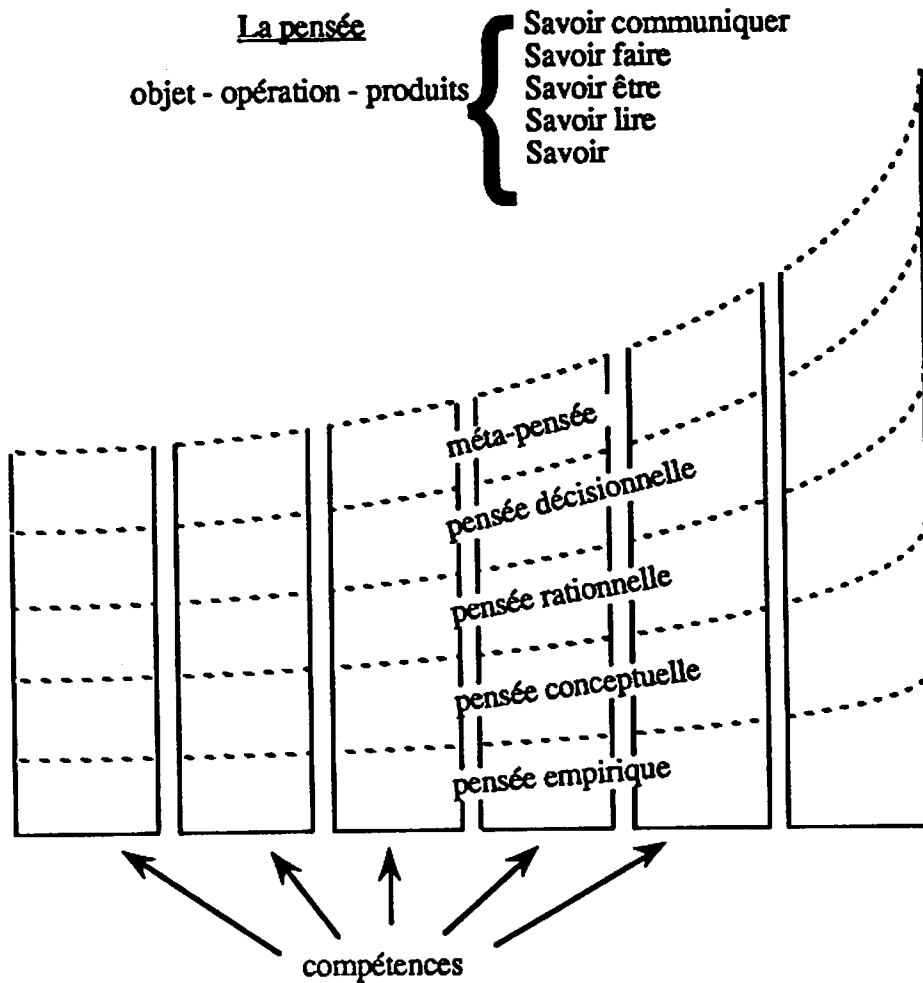 La pensée
objet - opération - produits
Savoir communiquer
Savoir faire
Savoir être
Savoir lire
Savoir
méta-pensée
pensée décisionnelle
pensée rationnelle
pensée conceptuelle
pensée empirique
compétences